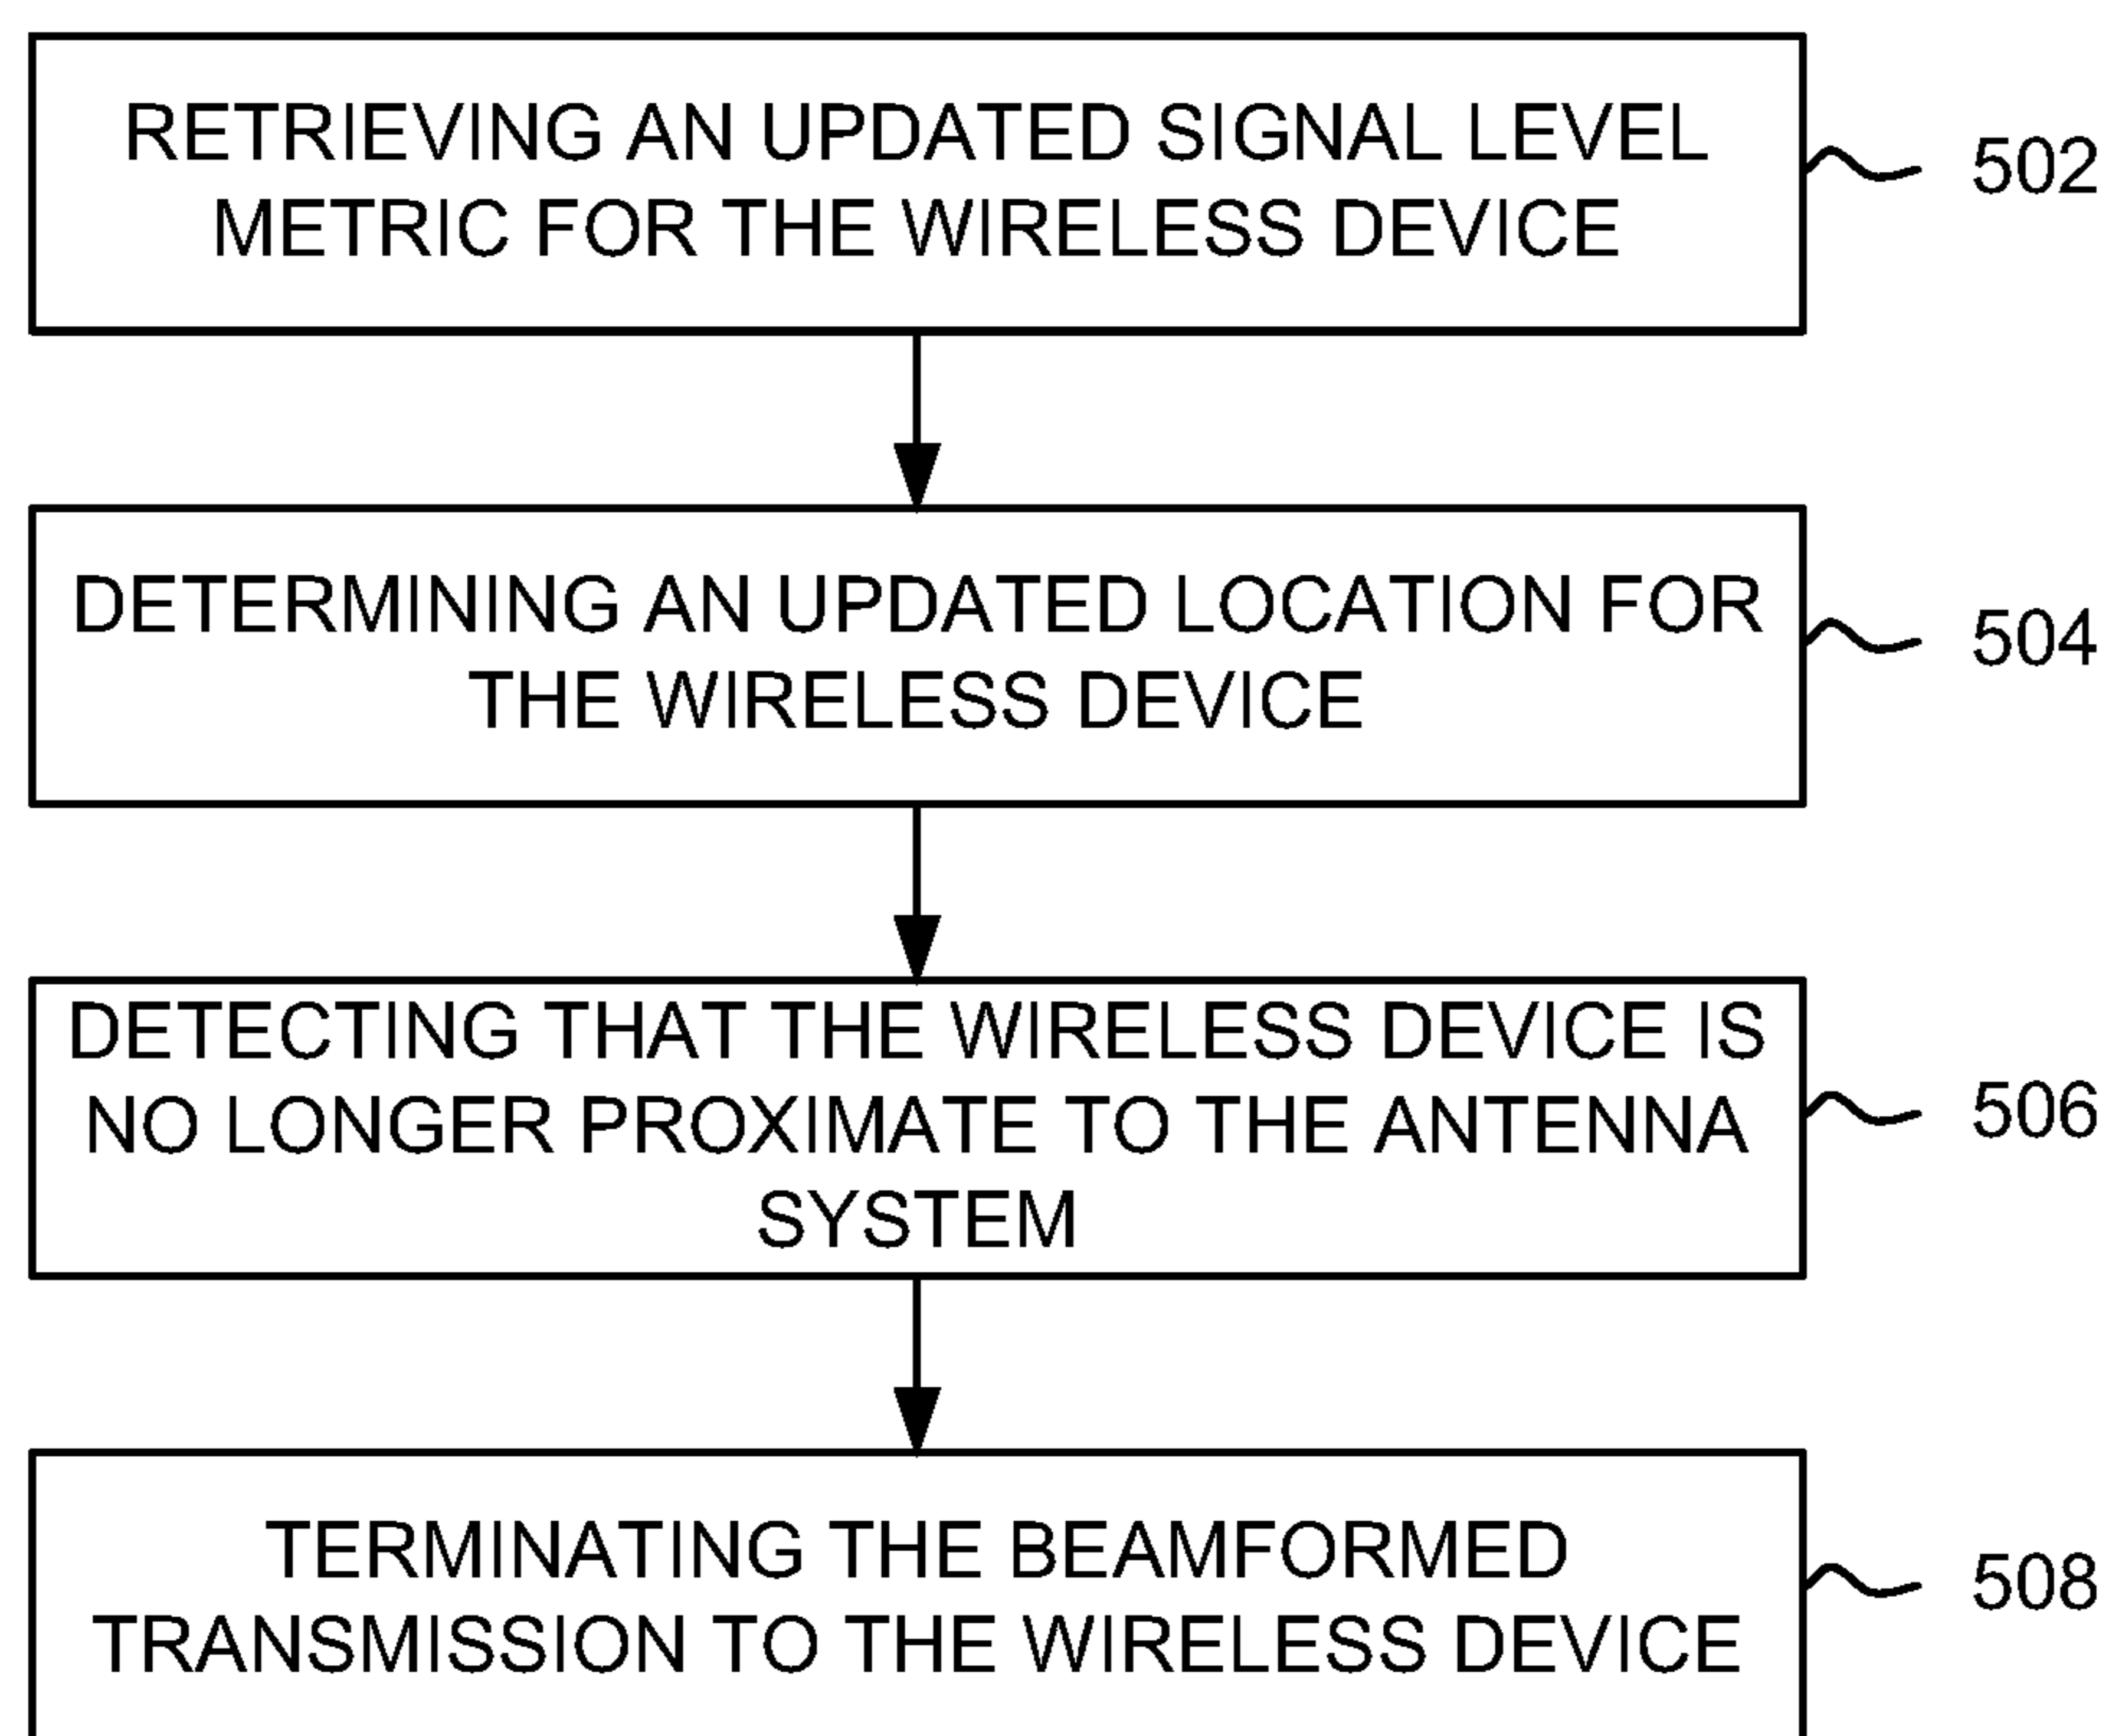 RETRIEVING AN UPDATED SIGNAL LEVEL
METRIC FOR THE WIRELESS DEVICE
502
DETERMINING AN UPDATED LOCATION FOR
THE WIRELESS DEVICE
504
DETECTING THAT THE WIRELESS DEVICE IS
NO LONGER PROXIMATE TO THE ANTENNA
SYSTEM
506
TERMINATING THE BEAMFORMED
TRANSMISSION TO THE WIRELESS DEVICE
508